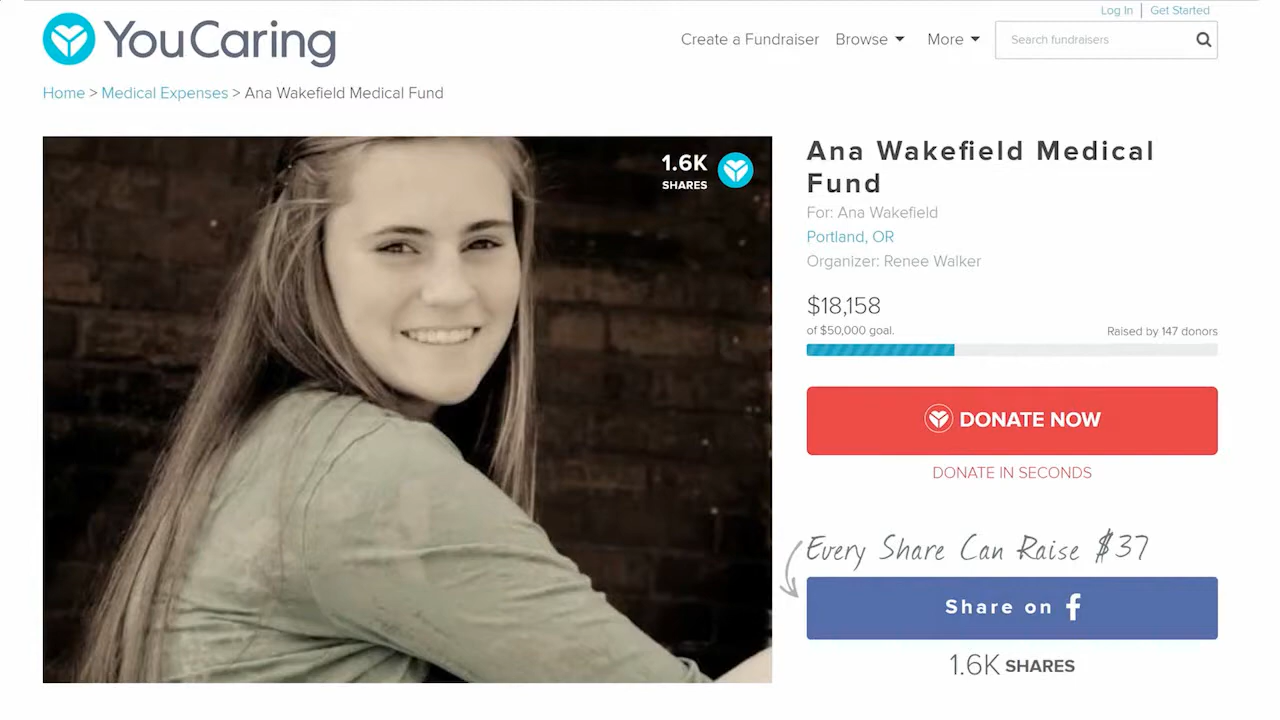 Log In | Get Started
YouCaring
Create a Fundraiser Browse More Search fundraisers
Home > Medical Expenses > Ana Wakefield Medical Fund
1.6K
SHARES
Ana Wakefield Medical
Fund
For: Ana Wakefield
Portland, OR
Organizer: Renee Walker
$18,158
of $50,000 goal. Raised by 147 donors
DONATE NOW
DONATE IN SECONDS
Every Share Can Raise $37
Share on f
1.6K SHARES